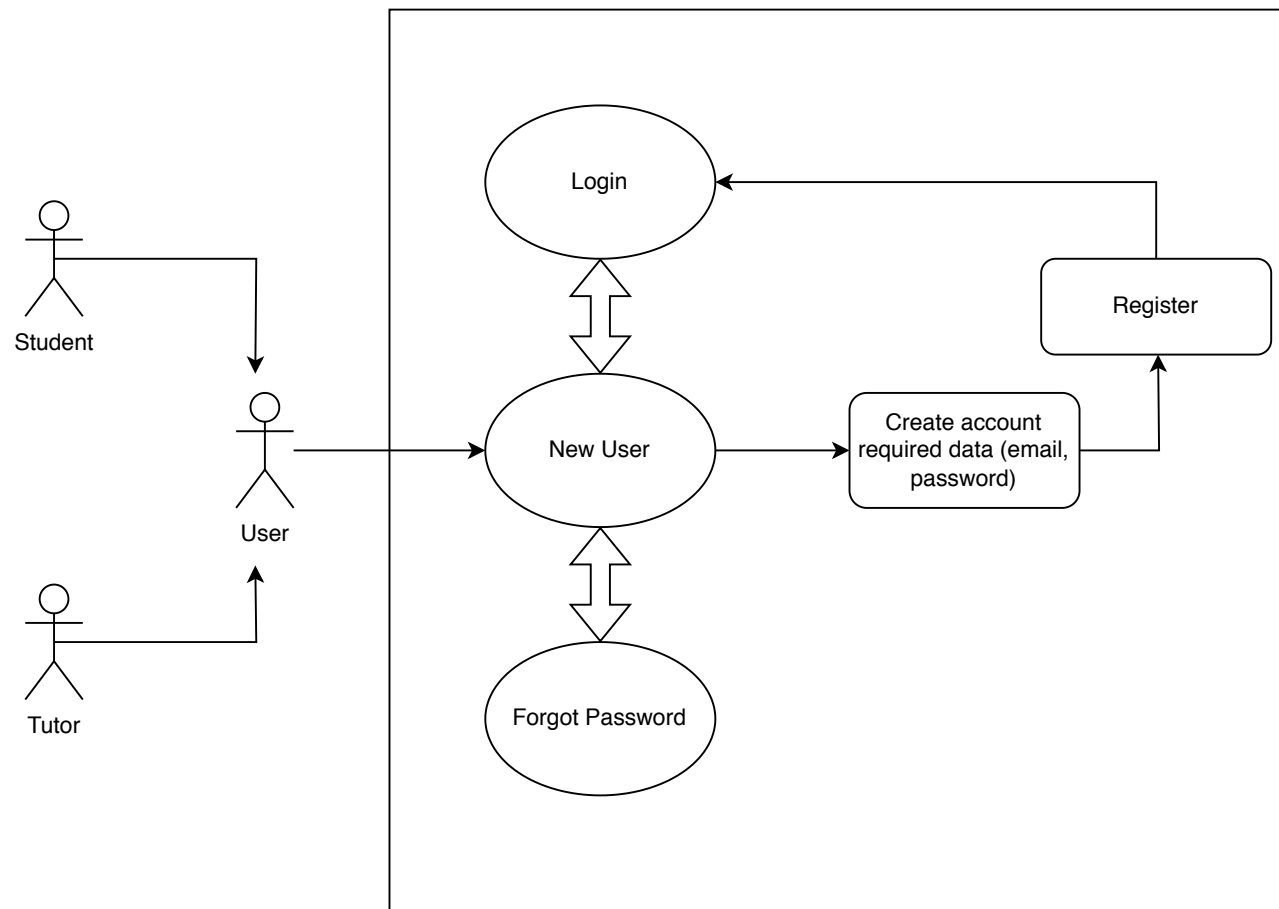 Login
Student
Register
New User
Create account
required data (email,
password)
User
Tutor
Forgot Password